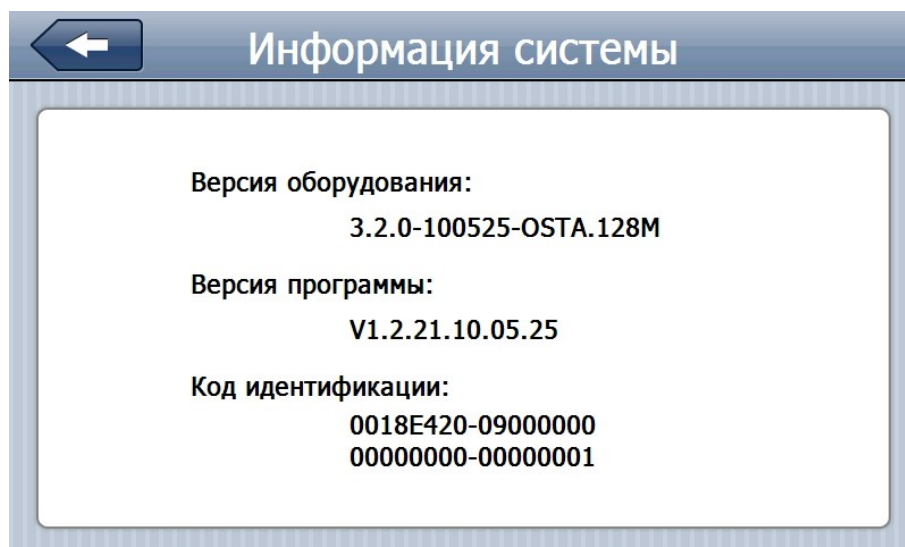 Информация системы
Версия оборудования:
3.2.0-100525-OSTA.128M
Версия программы:
V1.2.21.10.05.25
Код идентификации:
0018E420-09000000
00000000-00000001